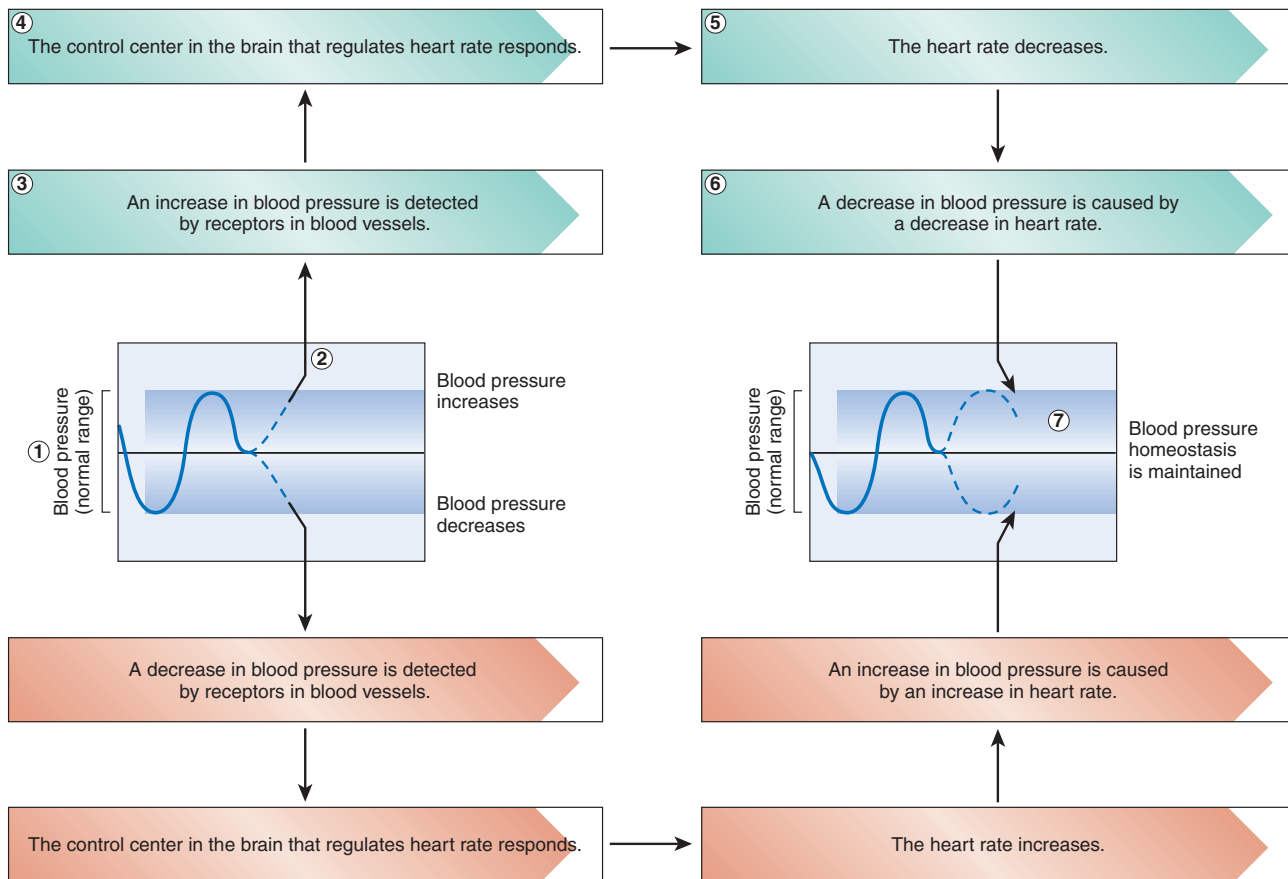 4
The control center in the brain that regulates heart rate responds.
5
The heart rate decreases.
3
An increase in blood pressure is detected
by receptors in blood vessels.
6
A decrease in blood pressure is caused by
a decrease in heart rate.
1
Blood pressure
(normal range)
2
Blood pressure
increases
Blood pressure
decreases
Blood pressure
(normal range)
7
Blood pressure
homeostasis
is maintained
A decrease in blood pressure is detected
by receptors in blood vessels.
An increase in blood pressure is caused
by an increase in heart rate.
The control center in the brain that regulates heart rate responds.
The heart rate increases.